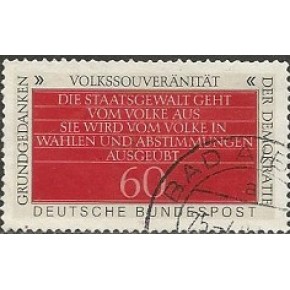 GRUNDGEDANKEN
» VOLKSSOUVERÄNITÄT «
DER DEMOKRATIE
DIE STAATSGEWALT GEHT
VOM VOLKE AUS
SIE WIRD VOM VOLKE IN
WAHLEN UND ABSTIMMUNGEN
AUSGEÜBT
60
DEUTSCHE BUNDESPOST
BAD